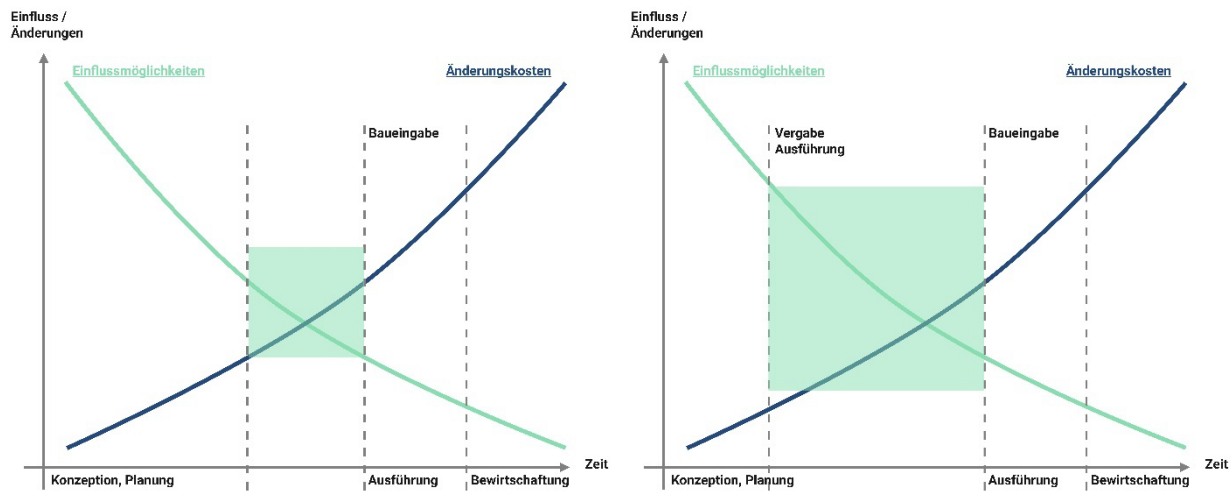 Einfluss /
Änderungen
Einflussmöglichkeiten
Änderungskosten
Baueingabe
Zeit
Konzeption, Planung
Ausführung
Bewirtschaftung
Einfluss /
Änderungen
Einflussmöglichkeiten
Änderungskosten
Vergabe
Ausführung
Baueingabe
Zeit
Konzeption, Planung
Ausführung
Bewirtschaftung